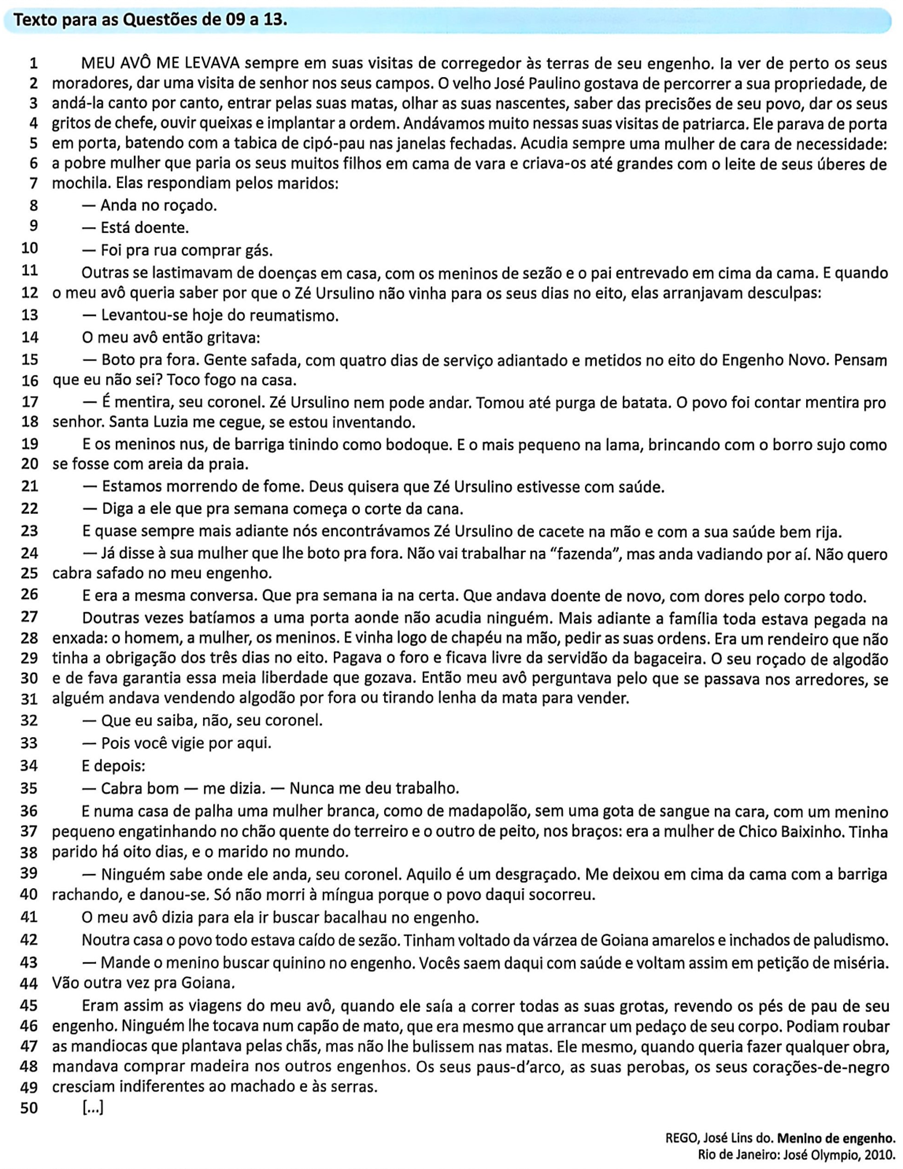 Texto para as Questões de 09 a 13.
1 MEU AVÔ ME LEVAVA sempre em suas visitas de corregedor às terras de seu engenho. Ia ver de perto os seus
2 moradores, dar uma visita de senhor nos seus campos. O velho José Paulino gostava de percorrer a sua propriedade, de
3 andá-la canto por canto, entrar pelas suas matas, olhar as suas nascentes, saber das precisões de seu povo, dar os seus
4 gritos de chefe, ouvir queixas e implantar a ordem. Andávamos muito nessas suas visitas de patriarca. Ele parava de porta
5 em porta, batendo com a tabica de cipó-pau nas janelas fechadas. Acudia sempre uma mulher de cara de necessidade:
6 a pobre mulher que paria os seus muitos filhos em cama de vara e criava-os até grandes com o leite de seus úberes de
7 mochila. Elas respondiam pelos maridos:
8 — Anda no roçado.
9 — Está doente.
10 — Foi pra rua comprar gás.
11 Outras se lastimavam de doenças em casa, com os meninos de sezão e o pai entrevado em cima da cama. E quando
12 o meu avô queria saber por que o Zé Ursulino não vinha para os seus dias no eito, elas arranjavam desculpas:
13 — Levantou-se hoje do reumatismo.
14 O meu avô então gritava:
15 — Boto pra fora. Gente safada, com quatro dias de serviço adiantado e metidos no eito do Engenho Novo. Pensam
16 que eu não sei? Toco fogo na casa.
17 — É mentira, seu coronel. Zé Ursulino nem pode andar. Tomou até purga de batata. O povo foi contar mentira pro
18 senhor. Santa Luzia me cegue, se estou inventando.
19 E os meninos nus, de barriga tinindo como bodoque. E o mais pequeno na lama, brincando com o borro sujo como
20 se fosse com areia da praia.
21 — Estamos morrendo de fome. Deus quisera que Zé Ursulino estivesse com saúde.
22 — Diga a ele que pra semana começa o corte da cana.
23 E quase sempre mais adiante nós encontrávamos Zé Ursulino de cacete na mão e com a sua saúde bem rija.
24 — Já disse à sua mulher que lhe boto pra fora. Não vai trabalhar na “fazenda”, mas anda vadiando por aí. Não quero
25 cabra safado no meu engenho.
26 E era a mesma conversa. Que pra semana ia na certa. Que andava doente de novo, com dores pelo corpo todo.
27 Doutras vezes batíamos a uma porta aonde não acudia ninguém. Mais adiante a família toda estava pegada na
28 enxada: o homem, a mulher, os meninos. E vinha logo de chapéu na mão, pedir as suas ordens. Era um rendeiro que não
29 tinha a obrigação dos três dias no eito. Pagava o foro e ficava livre da servidão da bagaceira. O seu roçado de algodão
30 e de fava garantia essa meia liberdade que gozava. Então meu avô perguntava pelo que se passava nos arredores, se
31 alguém andava vendendo algodão por fora ou tirando lenha da mata para vender.
32 — Que eu saiba, não, seu coronel.
33 — Pois você vigie por aqui.
34 E depois:
35 — Cabra bom — me dizia. — Nunca me deu trabalho.
36 E numa casa de palha uma mulher branca, como de madapolão, sem uma gota de sangue na cara, com um menino
37 pequeno engatinhando no chão quente do terreiro e o outro de peito, nos braços: era a mulher de Chico Baixinho. Tinha
38 parido há oito dias, e o marido no mundo.
39 — Ninguém sabe onde ele anda, seu coronel. Aquilo é um desgraçado. Me deixou em cima da cama com a barriga
40 rachando, e danou-se. Só não morri à míngua porque o povo daqui socorreu.
41 O meu avô dizia para ela ir buscar bacalhau no engenho.
42 Noutra casa o povo todo estava caído de sezão. Tinham voltado da várzea de Goiana amarelos e inchados de paludismo.
43 — Mande o menino buscar quinino no engenho. Vocês saem daqui com saúde e voltam assim em petição de miséria.
44 Vão outra vez pra Goiana.
45 Eram assim as viagens do meu avô, quando ele saía a correr todas as suas grotas, revendo os pés de pau de seu
46 engenho. Ninguém lhe tocava num capão de mato, que era mesmo que arrancar um pedaço de seu corpo. Podiam roubar
47 as mandiocas que plantava pelas chãs, mas não lhe bulissem nas matas. Ele mesmo, quando queria fazer qualquer obra,
48 mandava comprar madeira nos outros engenhos. Os seus paus-d’arco, as suas perobas, os seus corações-de-negro
49 cresciam indiferentes ao machado e às serras.
50 [...]
REGO, José Lins do. Menino de engenho.
Rio de Janeiro: José Olympio, 2010.